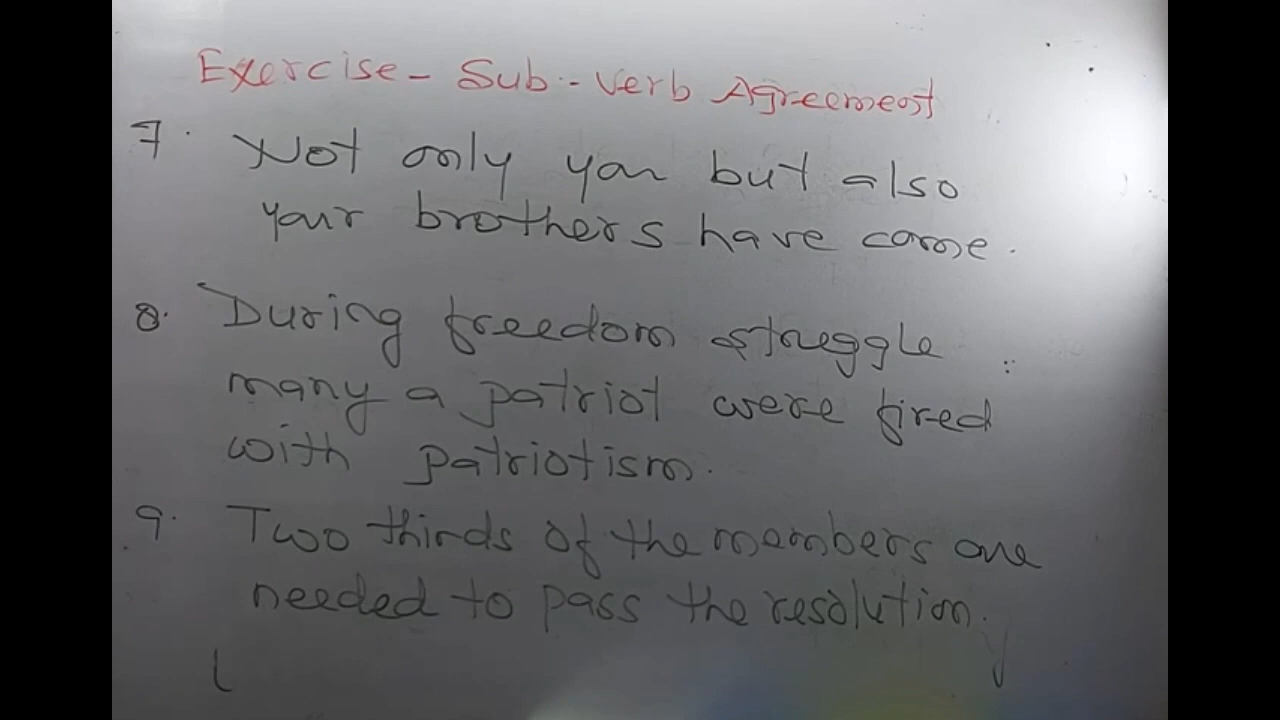 Exercise - Sub - Verb Agreement
7. Not only you but also
your brothers have come.
8. During freedom struggle
many a patriot were fired
with patriotism.
9. Two thirds of the members are
needed to pass the resolution.